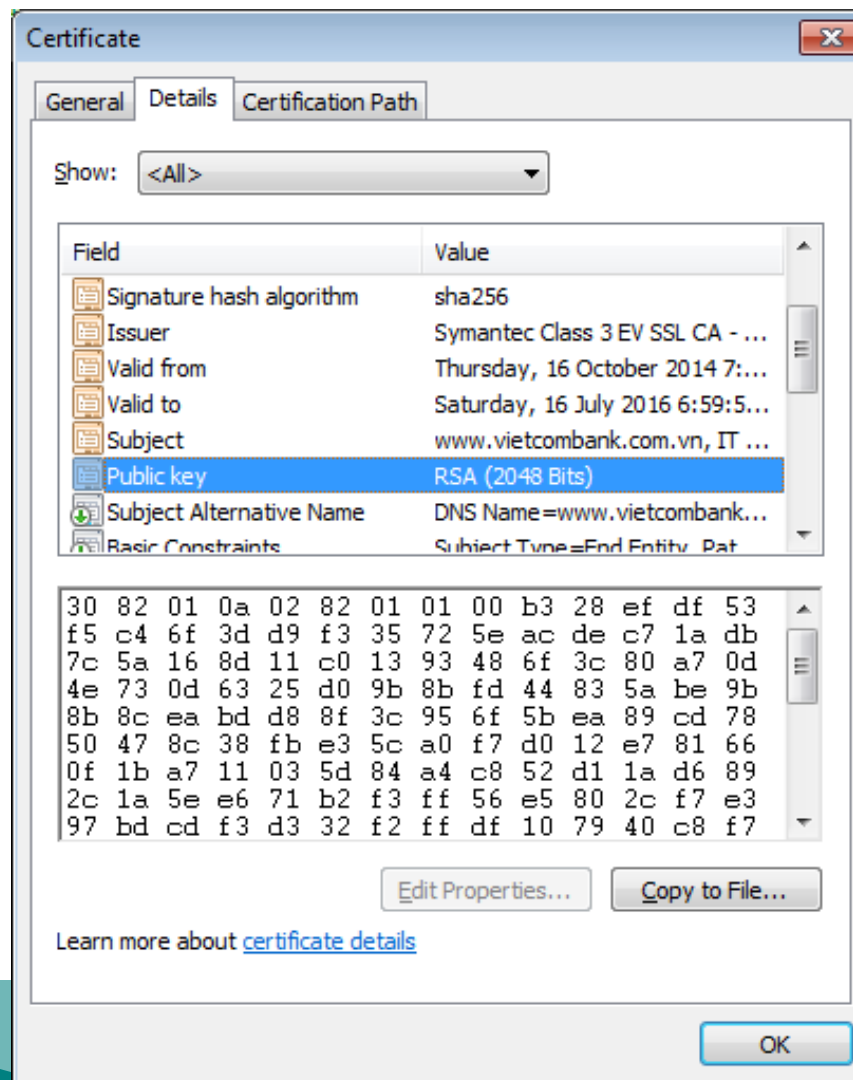 Certificate
General Details Certification Path
Show: <All>
Field Value
Signature hash algorithm sha256
Issuer Symantec Class 3 EV SSL CA - ...
Valid from Thursday, 16 October 2014 7:...
Valid to Saturday, 16 July 2016 6:59:5...
Subject www.vietcombank.com.vn, IT ...
Public key RSA (2048 Bits)
Subject Alternative Name DNS Name=www.vietcombank...
Basic Constraints Subject Type=End Entity, Pat
30 82 01 0a 02 82 01 01 00 b3 28 ef df 53
f5 c4 6f 3d d9 f3 35 72 5e ac de c7 1a db
7c 5a 16 8d 11 c0 13 93 48 6f 3c 80 a7 0d
4e 73 0d 63 25 d0 9b 8b fd 44 83 5a be 9b
8b 8c ea bd d8 8f 3c 95 6f 5b ea 89 cd 78
50 47 8c 38 fb e3 5c a0 f7 d0 12 e7 81 66
0f 1b a7 11 03 5d 84 a4 c8 52 d1 1a d6 89
2c 1a 5e e6 71 b2 f3 ff 56 e5 80 2c f7 e3
97 bd cd f3 d3 32 f2 ff df 10 79 40 c8 f7
Edit Properties... Copy to File...
Learn more about certificate details
OK